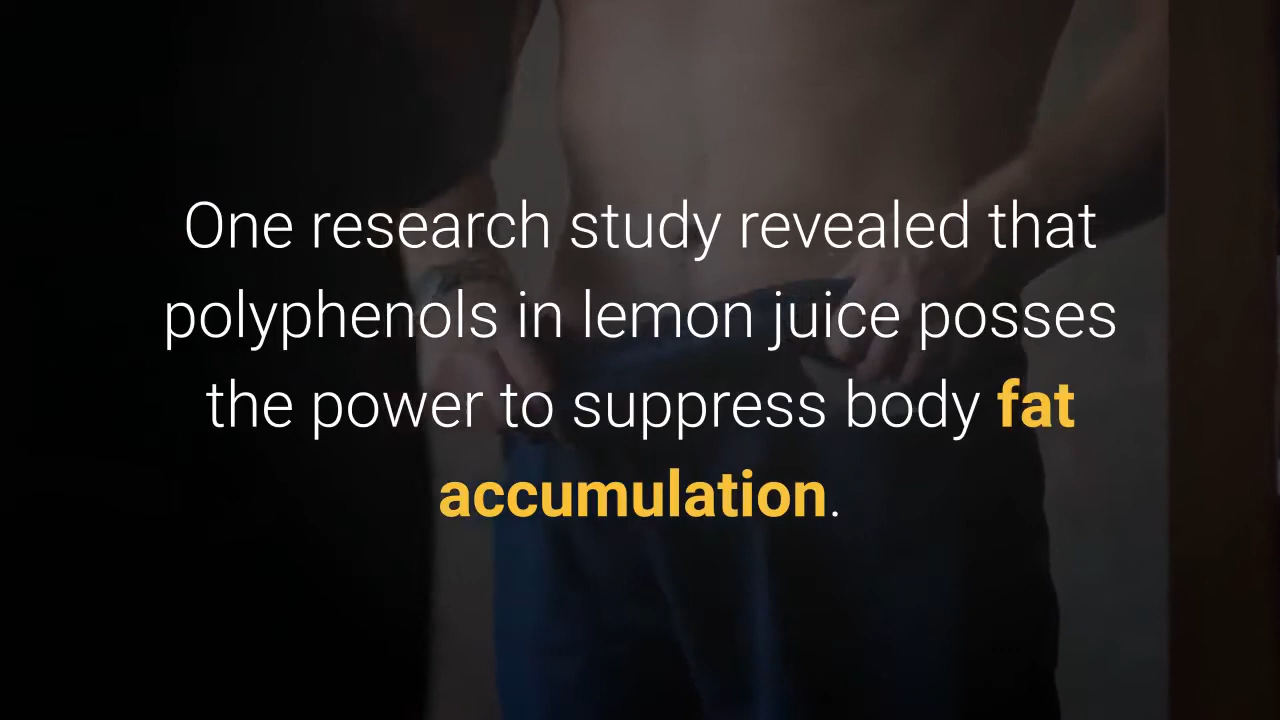 One research study revealed that
polyphenols in lemon juice posses
the power to suppress body fat
accumulation.